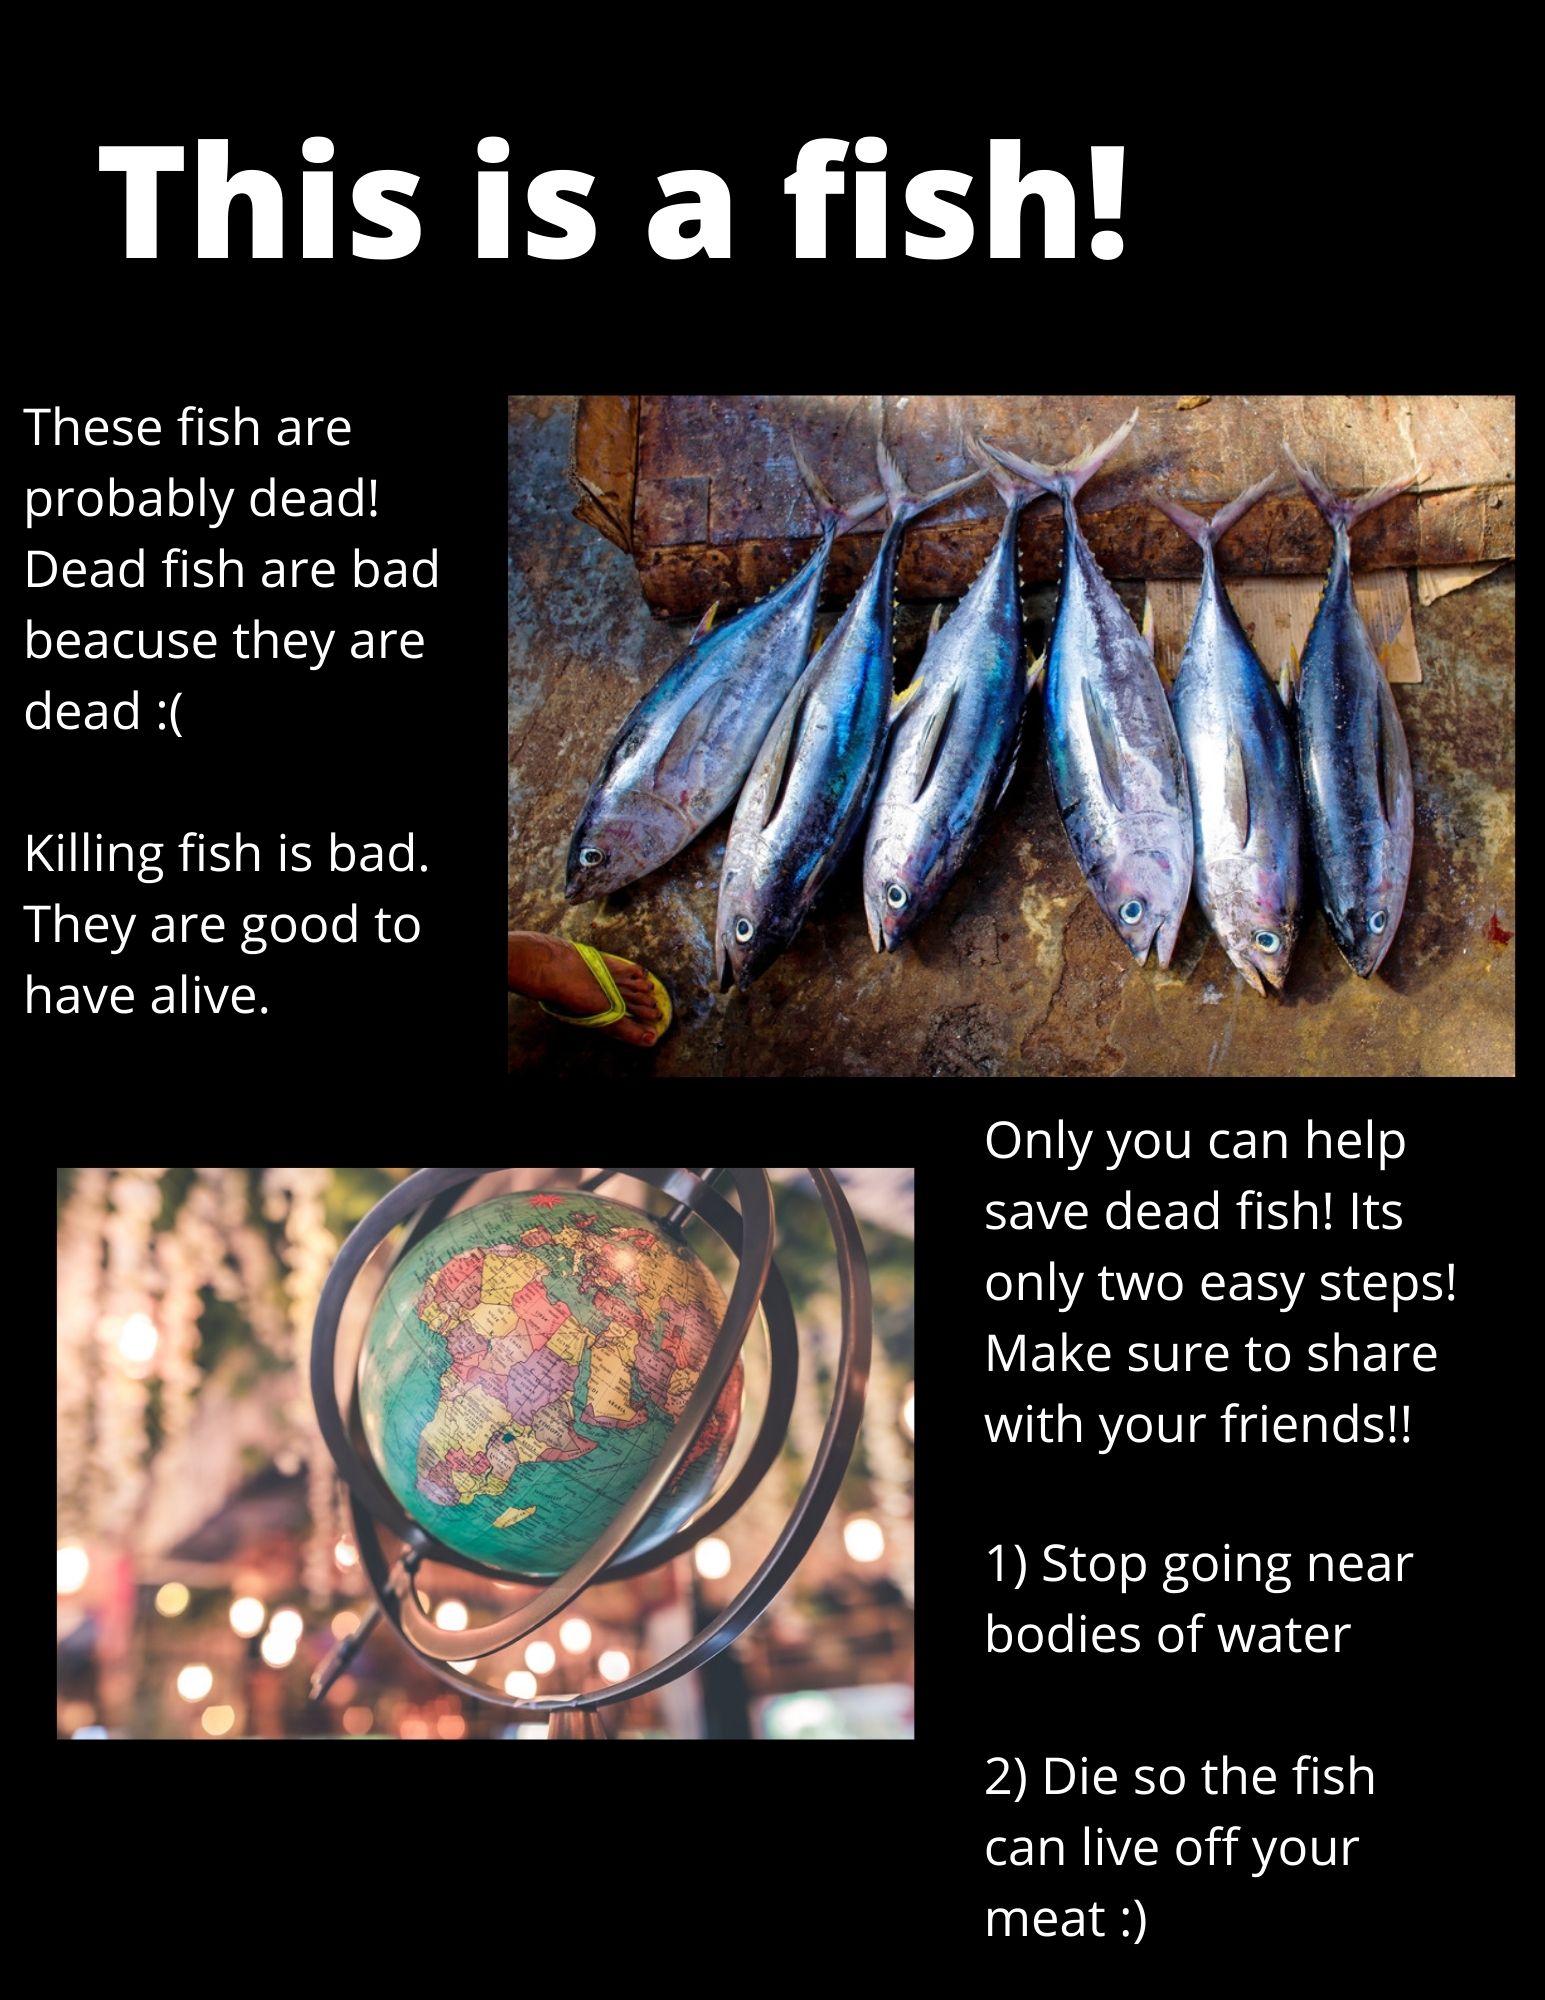 This is a fish!
These fish are
probably dead!
Dead fish are bad
beacuse they are
dead :(
Killing fish is bad.
They are good to
have alive.
Only you can help
save dead fish! Its
only two easy steps!
Make sure to share
with your friends!!
1) Stop going near
bodies of water
2) Die so the fish
can live off your
meat :)